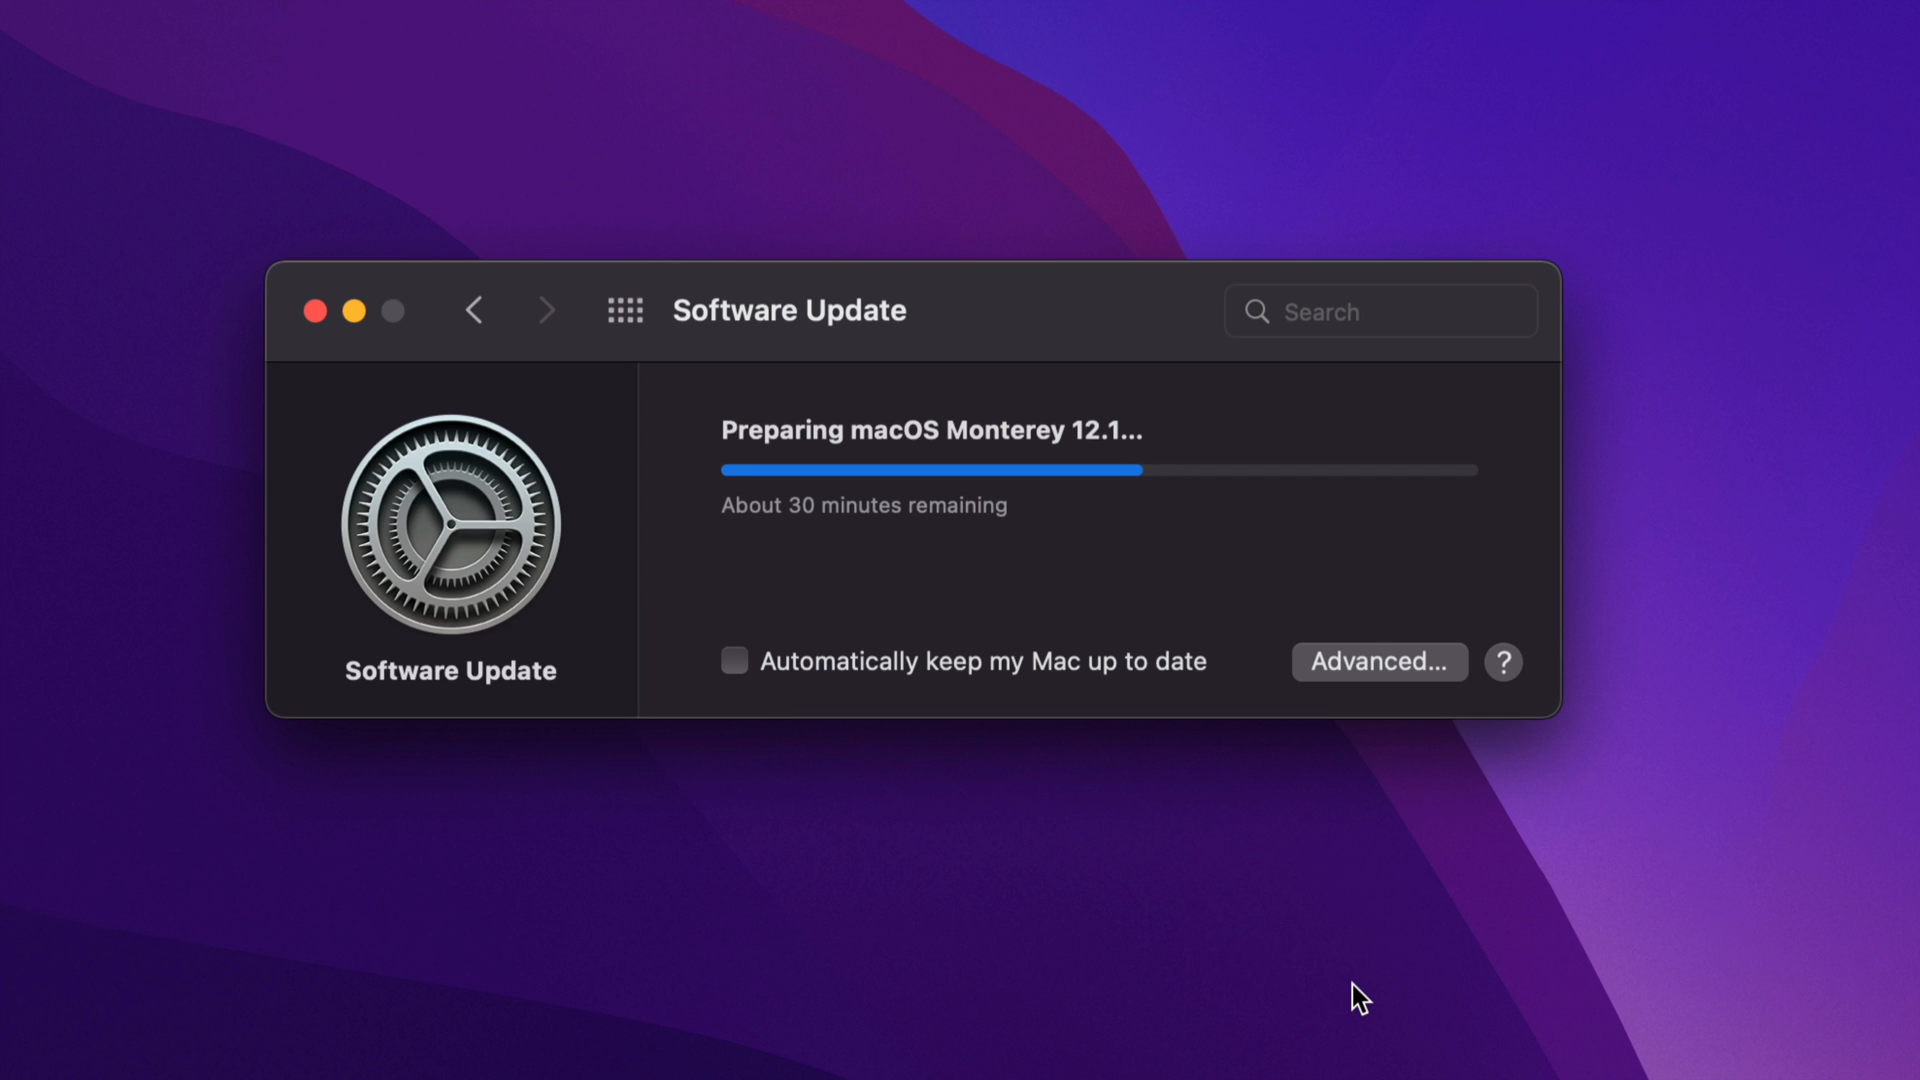 Software Update
Search
Preparing macOS Monterey 12.1...
About 30 minutes remaining
Software Update
Automatically keep my Mac up to date
Advanced...
?